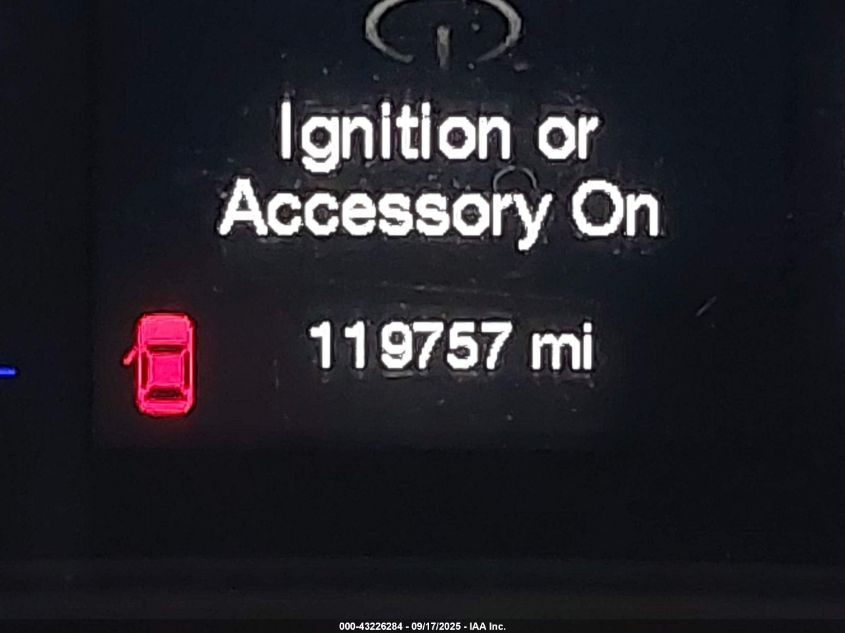 Ignition or
Accessory On
119757 mi
000-43226284 - 09/17/2025 - IAA Inc.